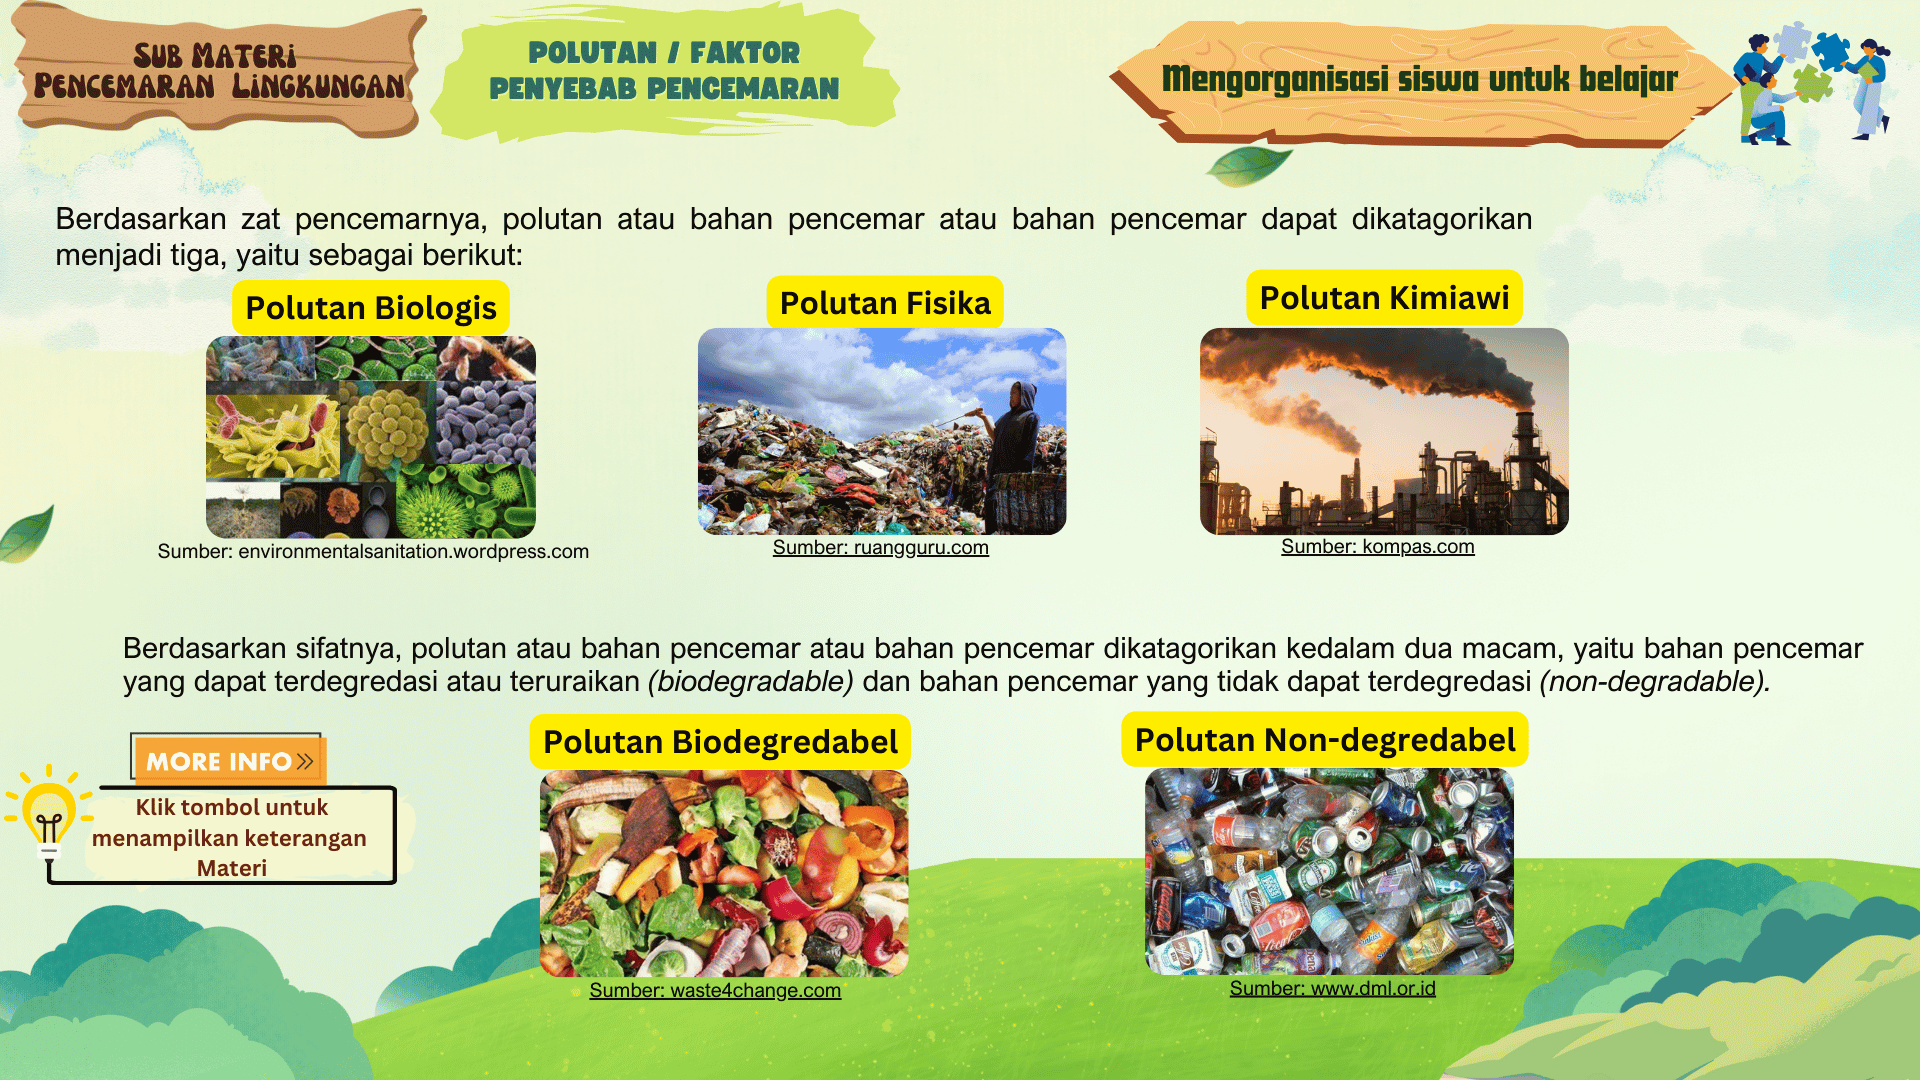 SUB MATERI
PENCEMARAN LINGKUNGAN
POLUTAN / FAKTOR
PENYEBAB PENCEMARAN
Mengorganisasi siswa untuk belajar
Berdasarkan zat pencemarnya, polutan atau bahan pencemar atau bahan pencemar dapat dikatagorikan
menjadi tiga, yaitu sebagai berikut:
Polutan Biologis
Polutan Fisika
Polutan Kimiawi
Sumber: environmentalsanitation.wordpress.com
Sumber: ruangguru.com
Sumber: kompas.com
Berdasarkan sifatnya, polutan atau bahan pencemar atau bahan pencemar dikatagorikan kedalam dua macam, yaitu bahan pencemar
yang dapat terdegredasi atau teruraikan (biodegradable) dan bahan pencemar yang tidak dapat terdegredasi (non-degradable).
MORE INFO
Klik tombol untuk
menampilkan keterangan
Materi
Polutan Biodegredabel
Polutan Non-degredabel
Sumber: waste4change.com
Sumber: www.dml.or.id